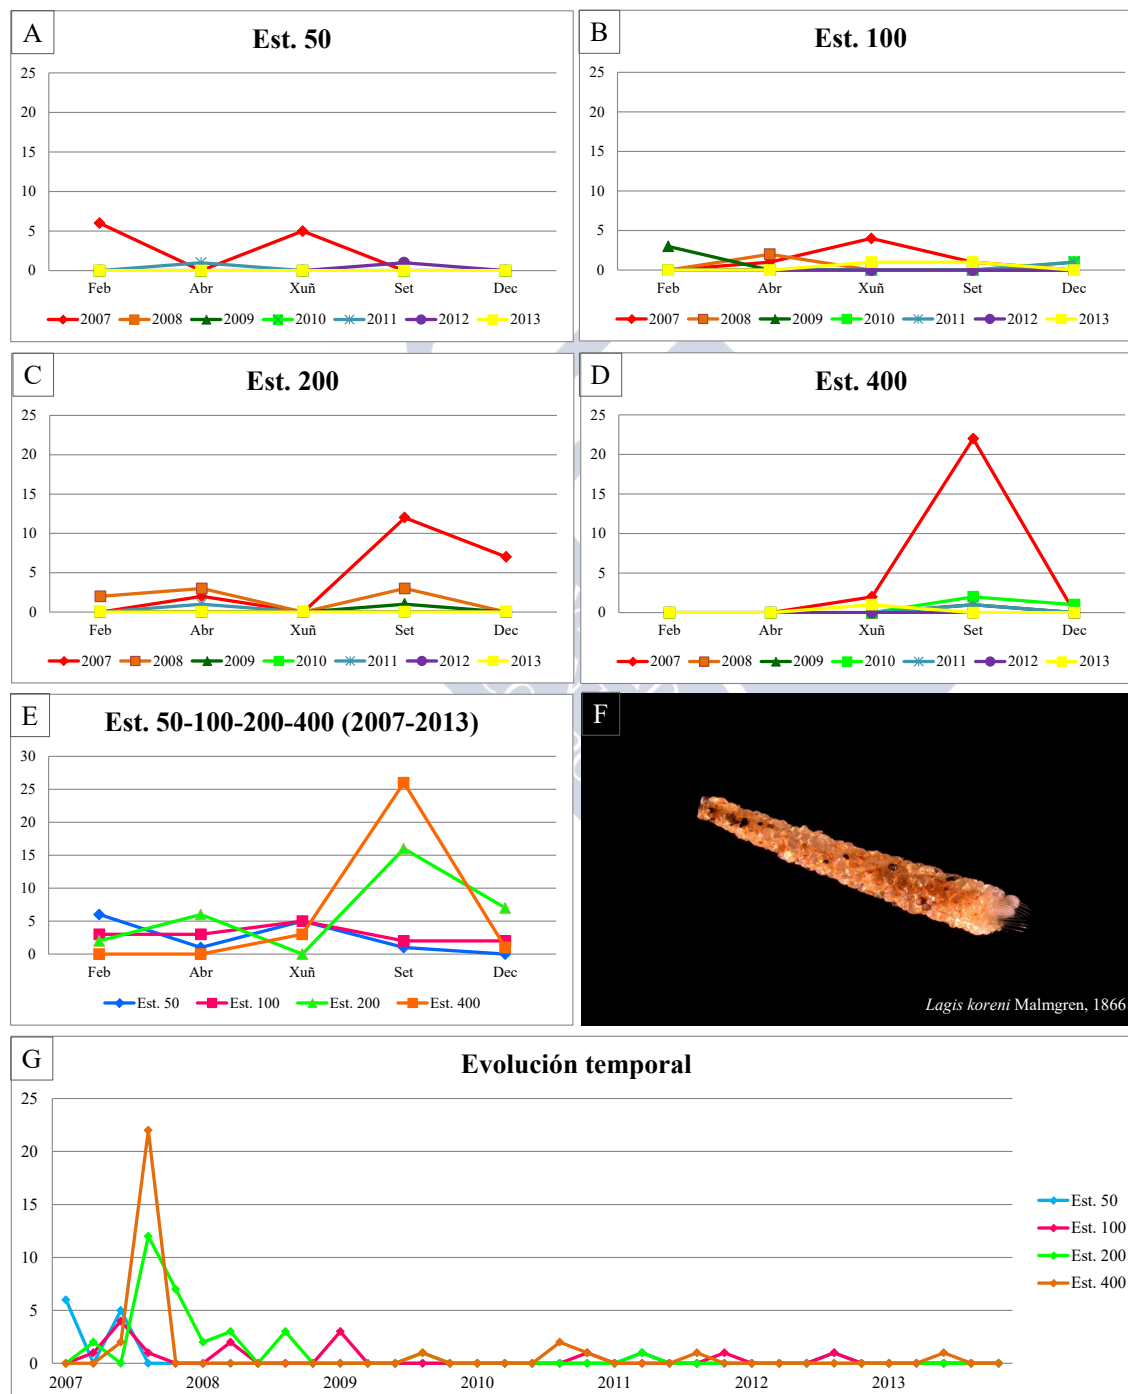 A
Est. 50
25
20
15
10
5
0
Feb Abr Xuñ Set Dec
2007 2008 2009 2010 2011 2012 2013
B
Est. 100
25
20
15
10
5
0
Feb Abr Xuñ Set Dec
2007 2008 2009 2010 2011 2012 2013
C
Est. 200
25
20
15
10
5
0
Feb Abr Xuñ Set Dec
2007 2008 2009 2010 2011 2012 2013
D
Est. 400
25
20
15
10
5
0
Feb Abr Xuñ Set Dec
2007 2008 2009 2010 2011 2012 2013
E
Est. 50-100-200-400 (2007-2013)
30
25
20
15
10
5
0
Feb Abr Xuñ Set Dec
Est. 50 Est. 100 Est. 200 Est. 400
F
Lagis koreni Malmgren, 1866
G
Evolución temporal
25
20
15
10
5
0
2007 2008 2009 2010 2011 2012 2013
Est. 50
Est. 100
Est. 200
Est. 400